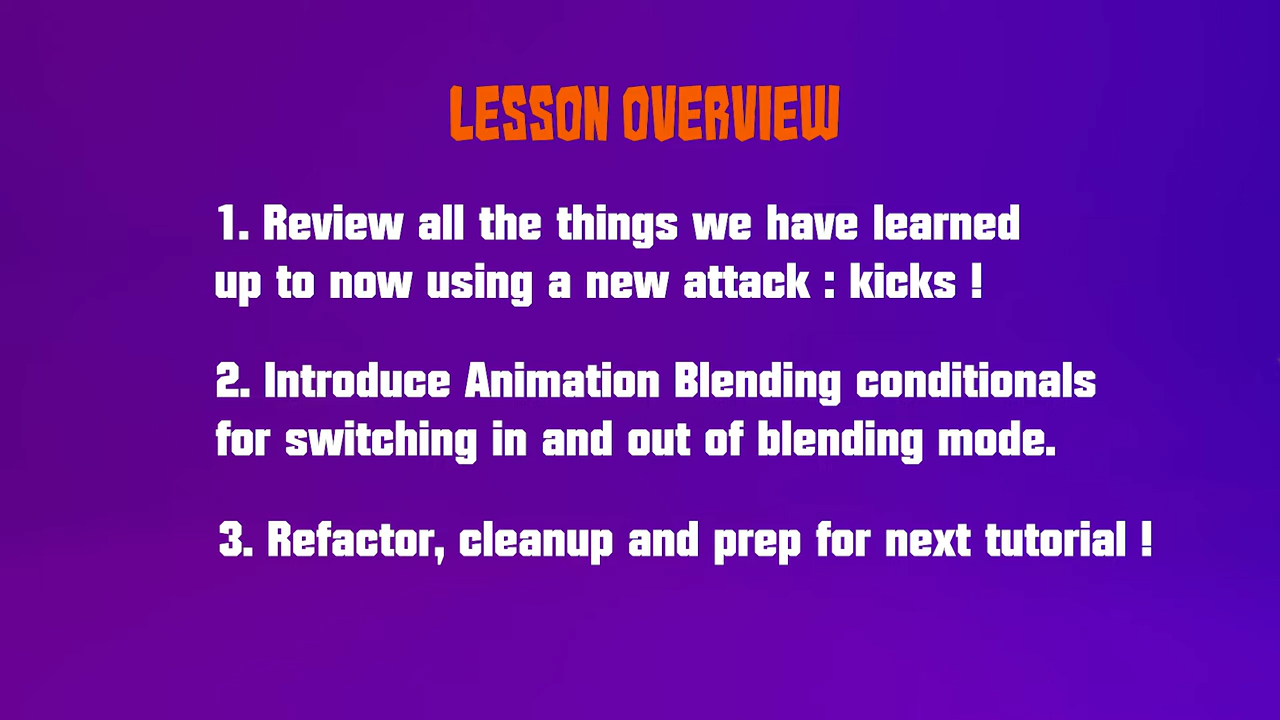 LESSON OVERVIEW
1. Review all the things we have learned
up to now using a new attack : kicks !
2. Introduce Animation Blending conditionals
for switching in and out of blending mode.
3. Refactor, cleanup and prep for next tutorial !